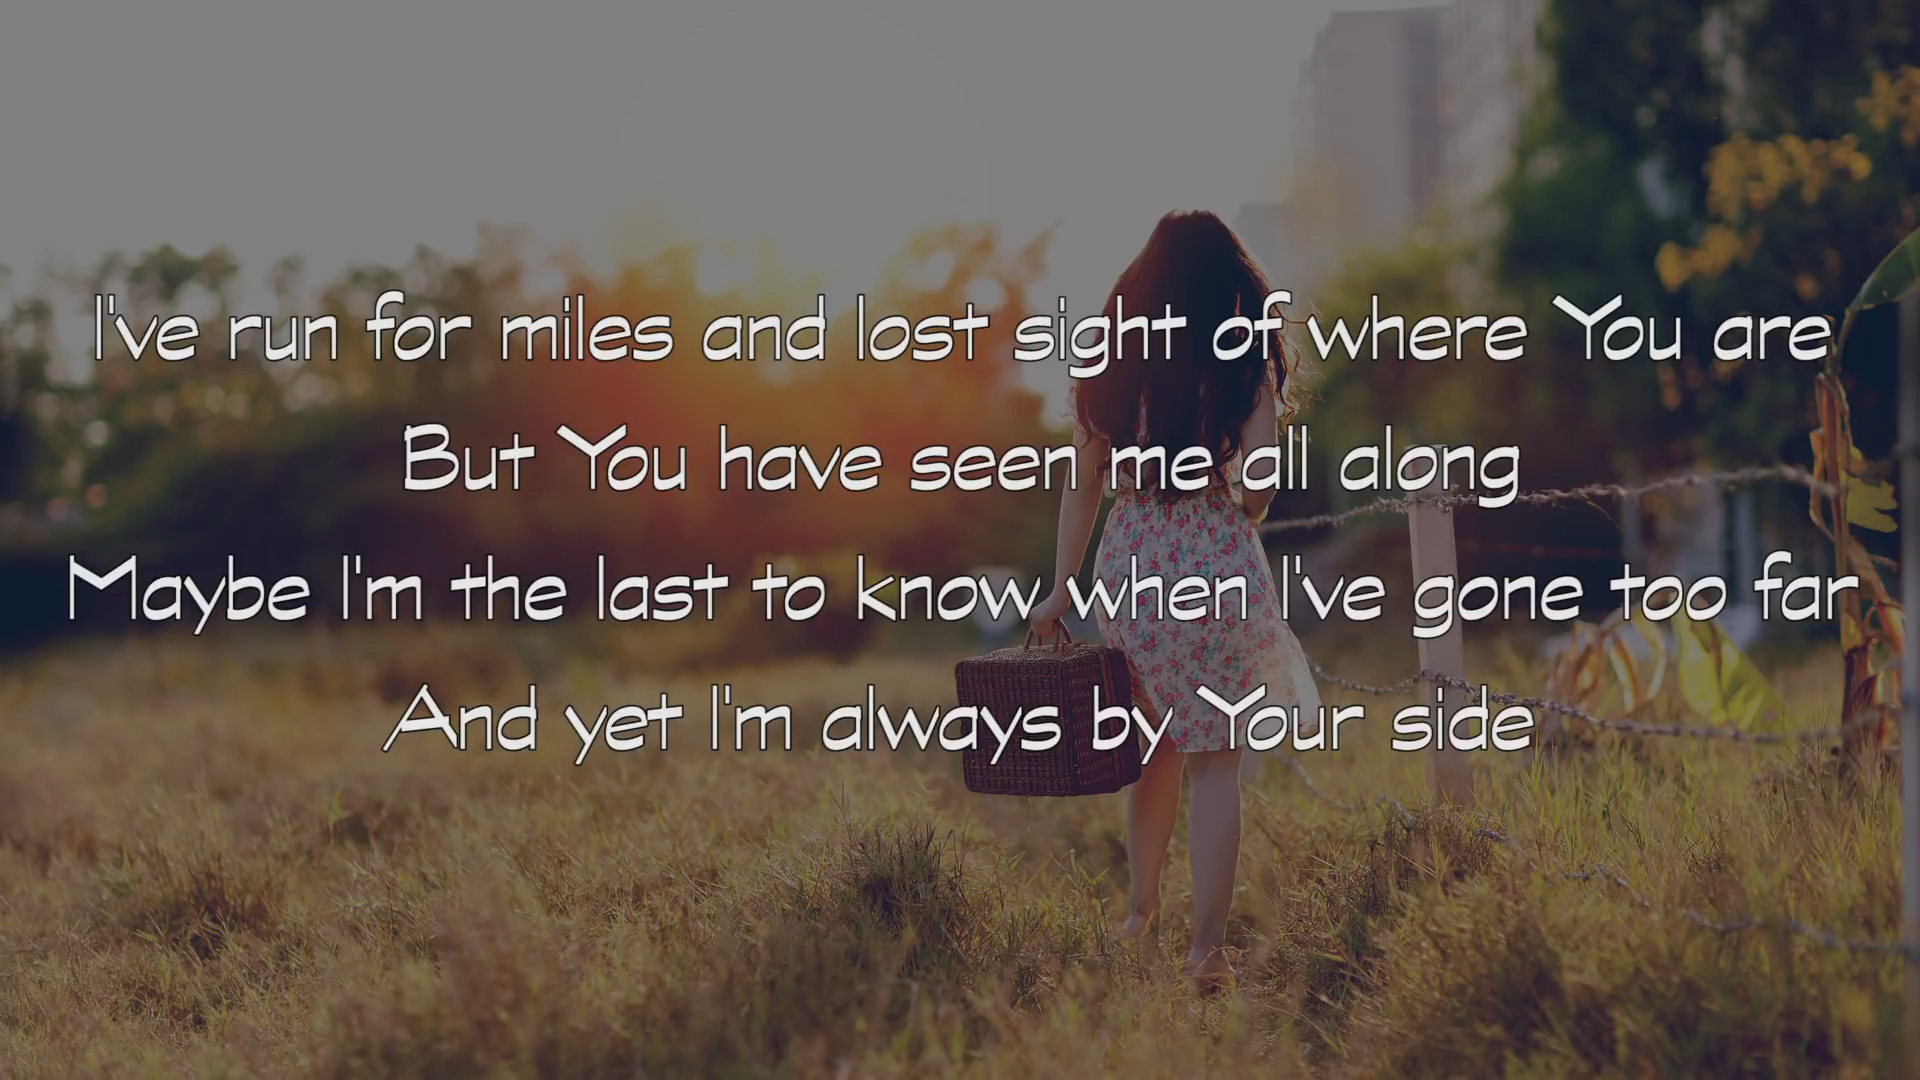 I've run for miles and lost sight of where You are
But You have seen me all along
Maybe I'm the last to know when I've gone too far
And yet I'm always by Your side